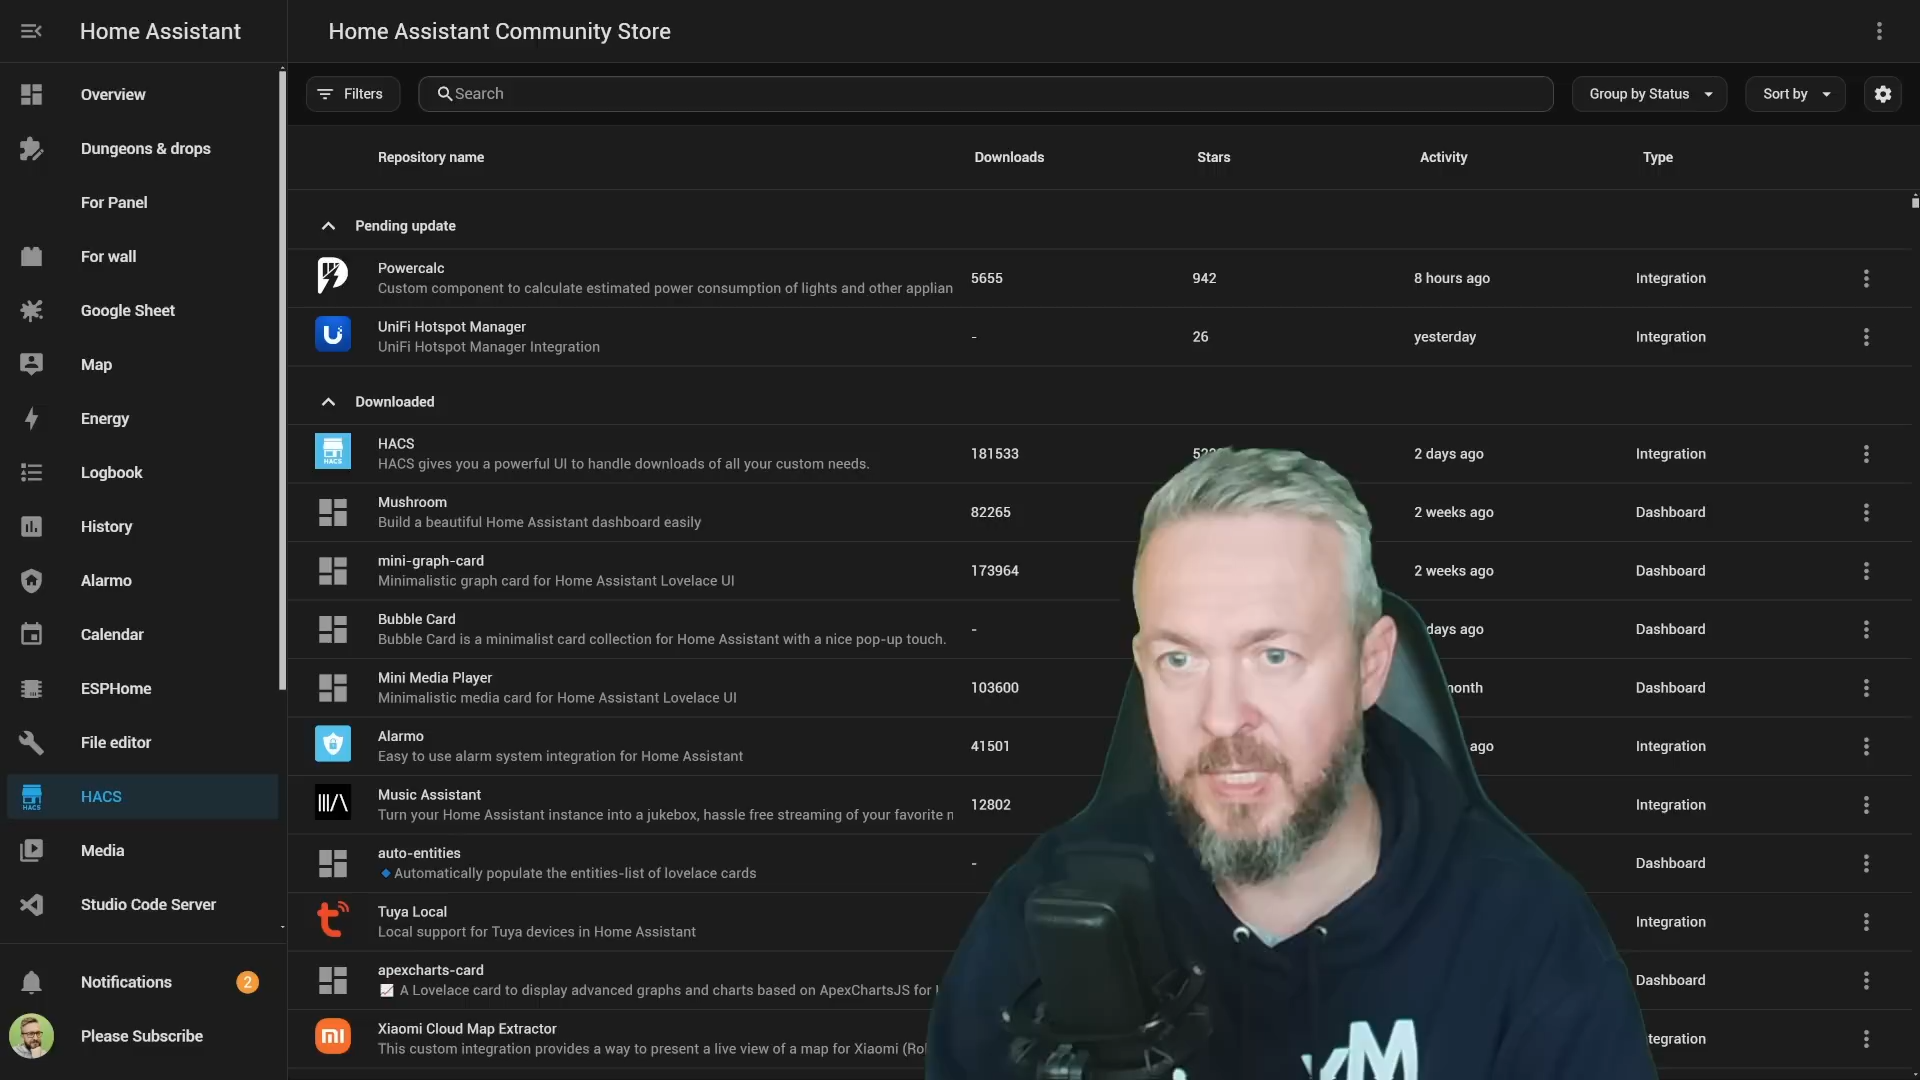 Home Assistant
Home Assistant Community Store
Overview
Dungeons & drops
For Panel
For wall
Google Sheet
Map
Energy
Logbook
History
Alarmo
Calendar
ESPHome
File editor
HACS
Media
Studio Code Server
Notifications 2
Please Subscribe
Filters
Search
Group by Status
Sort by
Repository name Downloads Stars Activity Type
Pending update
Powercalc
Custom component to calculate estimated power consumption of lights and other applian
5655 942 8 hours ago Integration
UniFi Hotspot Manager
UniFi Hotspot Manager Integration
- 26 yesterday Integration
Downloaded
HACS
HACS gives you a powerful UI to handle downloads of all your custom needs.
181533 2 days ago Integration
Mushroom
Build a beautiful Home Assistant dashboard easily
82265 2 weeks ago Dashboard
mini-graph-card
Minimalistic graph card for Home Assistant Lovelace UI
173964 2 weeks ago Dashboard
Bubble Card
Bubble Card is a minimalist card collection for Home Assistant with a nice pop-up touch.
- days ago Dashboard
Mini Media Player
Minimalistic media card for Home Assistant Lovelace UI
103600 month Dashboard
Alarmo
Easy to use alarm system integration for Home Assistant
41501 ago Integration
Music Assistant
Turn your Home Assistant instance into a jukebox, hassle free streaming of your favorite
12802 Integration
auto-entities
🔹Automatically populate the entities-list of lovelace cards
- Dashboard
Tuya Local
Local support for Tuya devices in Home Assistant
Integration
apexcharts-card
📈 A Lovelace card to display advanced graphs and charts based on ApexChartsJS for
Dashboard
Xiaomi Cloud Map Extractor
This custom integration provides a way to present a live view of a map for Xiaomi (Ro
tegration